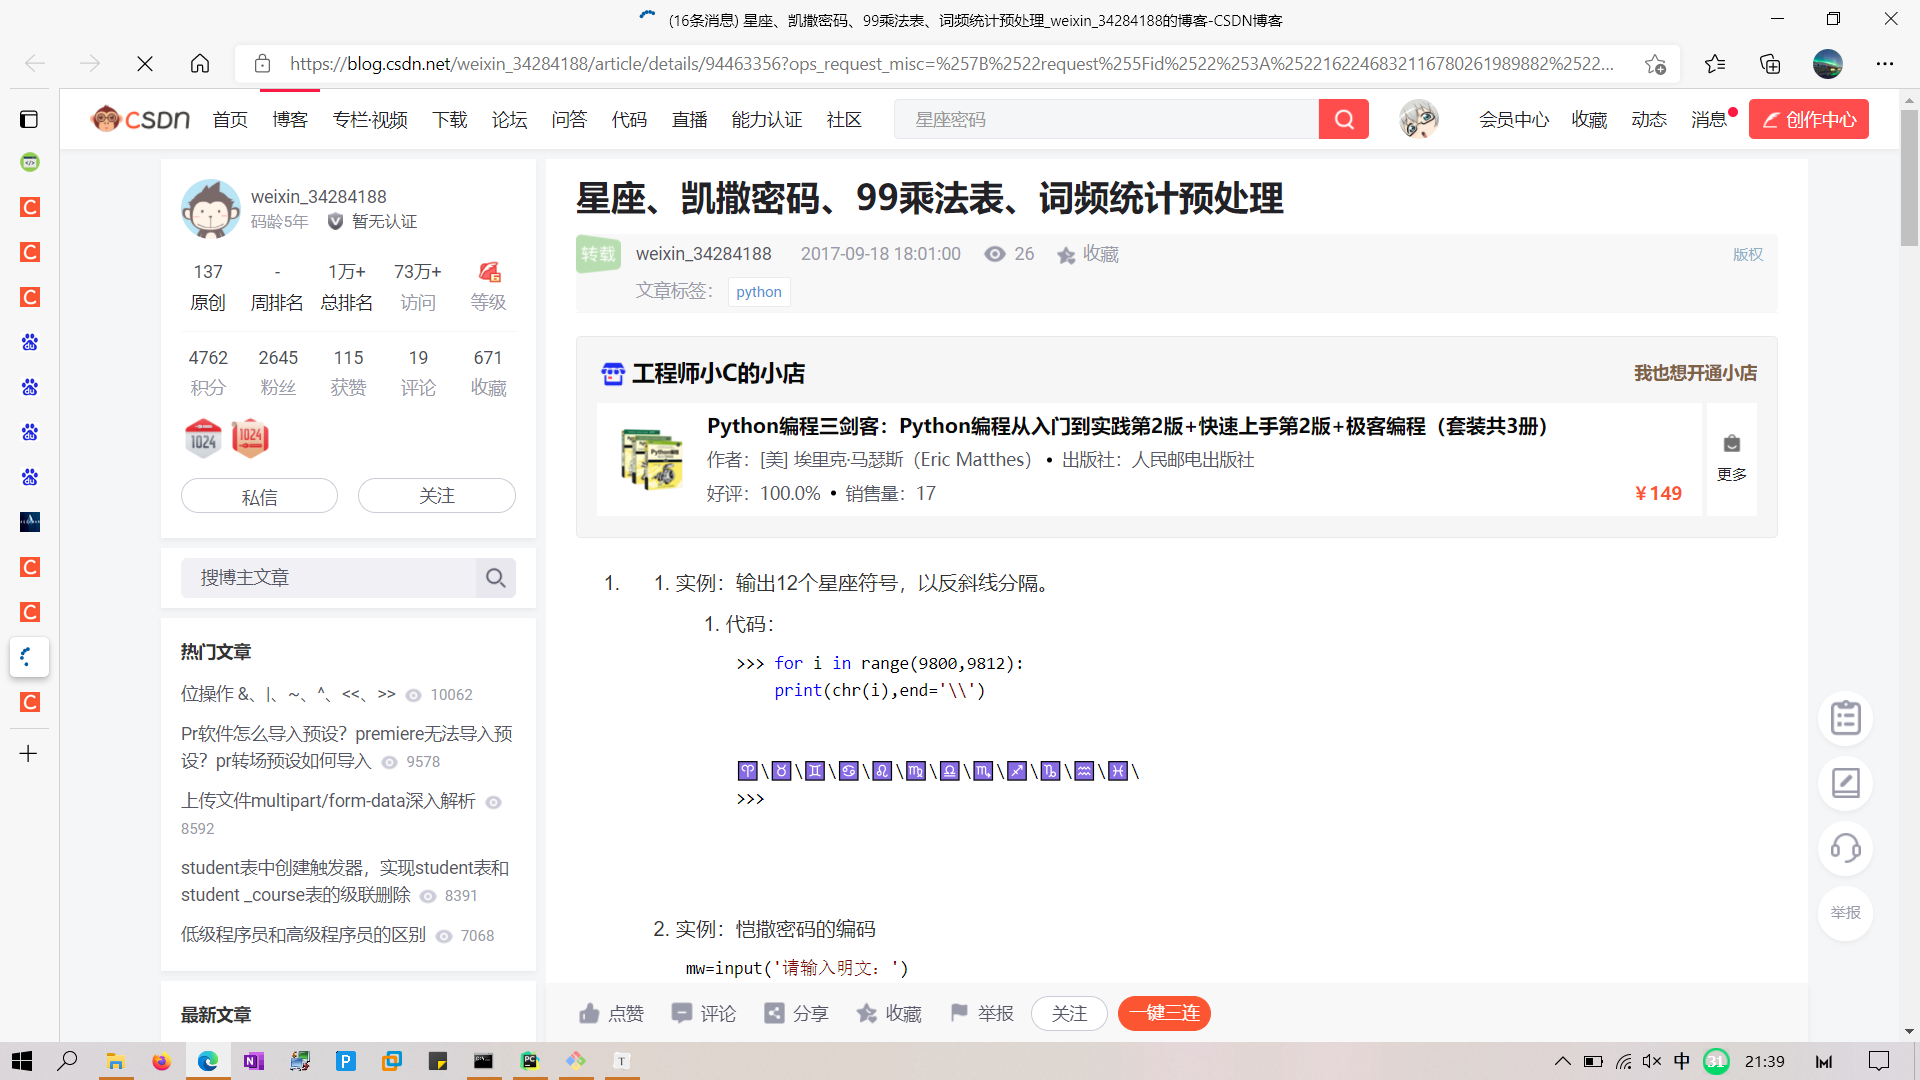 (16条消息) 星座、凯撒密码、99乘法表、词频统计预处理_weixin_34284188的博客-CSDN博客
https://blog.csdn.net/weixin_34284188/article/details/94463356?ops_request_misc=%257B%2522request%255Fid%2522%253A%2522162246832116780261989882%2522...
CSDN 首页 博客 专栏·视频 下载 论坛 问答 代码 直播 能力认证 社区 星座密码 会员中心 收藏 动态 消息 创作中心
weixin_34284188
码龄5年 暂无认证
137 - 1万+ 73万+
原创 周排名 总排名 访问 等级
4762 2645 115 19 671
积分 粉丝 获赞 评论 收藏
1024 1024
私信 关注
搜博主文章
热门文章
位操作 &、|、~、^、<<、>> 10062
Pr软件怎么导入预设？premiere无法导入预
设？pr转场预设如何导入 9578
上传文件multipart/form-data深入解析
8592
student表中创建触发器，实现student表和
student _course表的级联删除 8391
低级程序员和高级程序员的区别 7068
最新文章
星座、凯撒密码、99乘法表、词频统计预处理
转载 weixin_34284188 2017-09-18 18:01:00 26 收藏 版权
文章标签： python
工程师小C的小店 我也想开通小店
Python编程三剑客：Python编程从入门到实践第2版+快速上手第2版+极客编程（套装共3册）
作者：[美] 埃里克·马瑟斯（Eric Matthes） • 出版社：人民邮电出版社
好评：100.0% • 销售量：17 ￥149
更多
1. 1. 实例：输出12个星座符号，以反斜线分隔。
1. 代码：
>>> for i in range(9800,9812):
print(chr(i),end='\\')
♈\♉\♊\♋\♌\♍\♎\♏\♐\♑\♒\♓\
>>>
2. 实例：恺撒密码的编码
mw=input('请输入明文：')
点赞 评论 分享 收藏 举报 关注 一键三连
举报
中 31 21:39